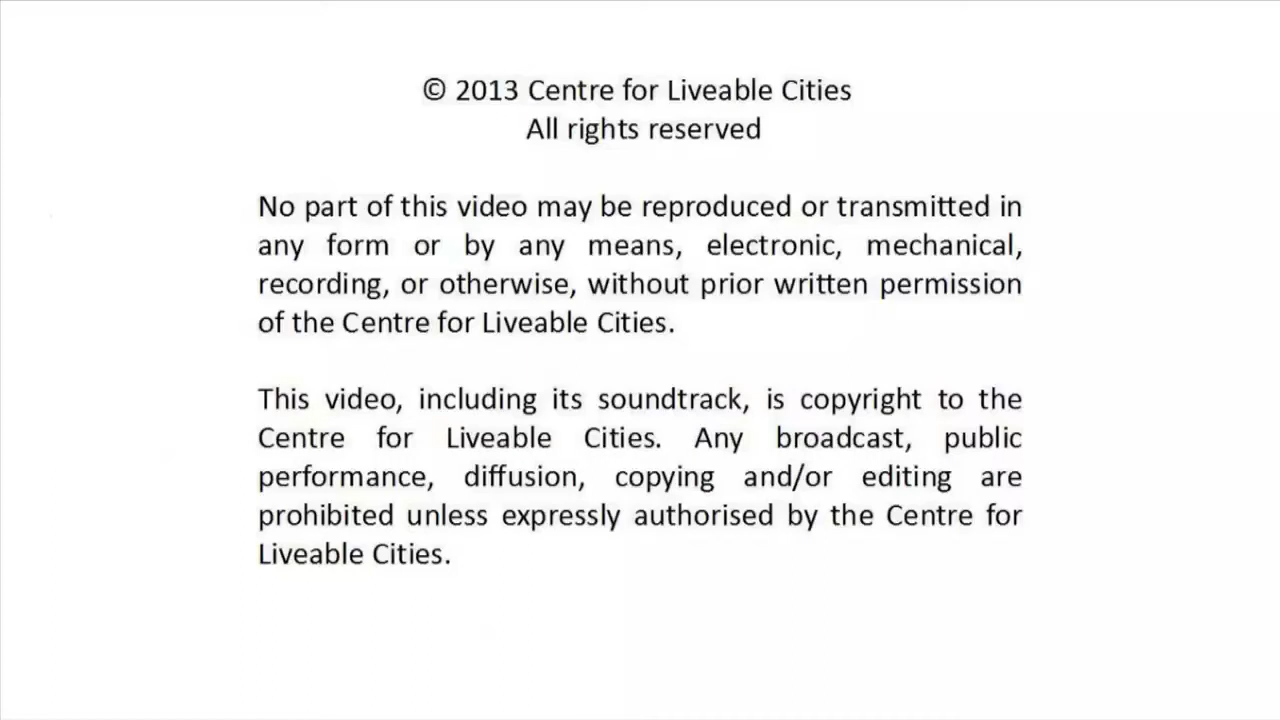 © 2013 Centre for Liveable Cities
All rights reserved
No part of this video may be reproduced or transmitted in
any form or by any means, electronic, mechanical,
recording, or otherwise, without prior written permission
of the Centre for Liveable Cities.
This video, including its soundtrack, is copyright to the
Centre for Liveable Cities. Any broadcast, public
performance, diffusion, copying and/or editing are
prohibited unless expressly authorised by the Centre for
Liveable Cities.